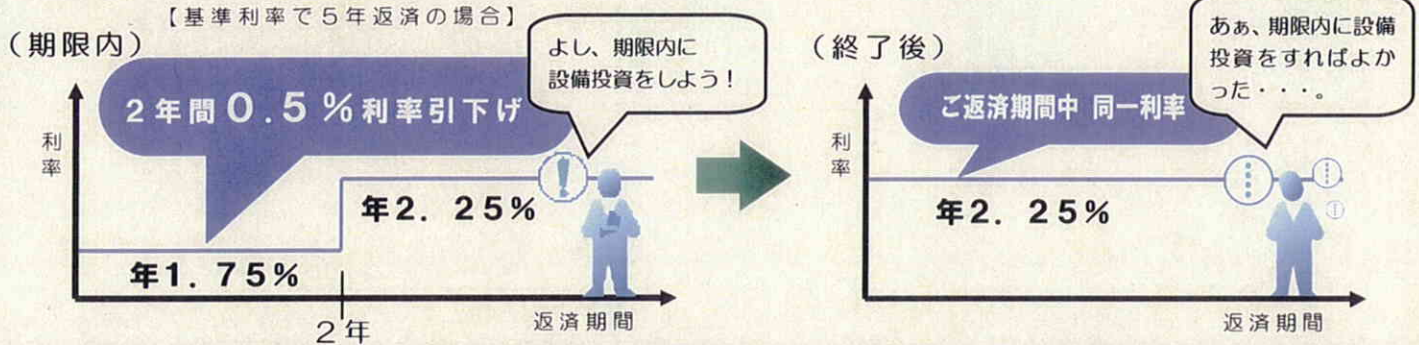 【基準利率で５年返済の場合】
（期限内）
よし、期限内に
設備投資をしよう！
２年間０.５％利率引下げ
利率
年２．２５％
年１．７５％
２年
返済期間
（終了後）
あぁ、期限内に設備
投資をすればよか
った・・・。
ご返済期間中 同一利率
利率
年２．２５％
返済期間